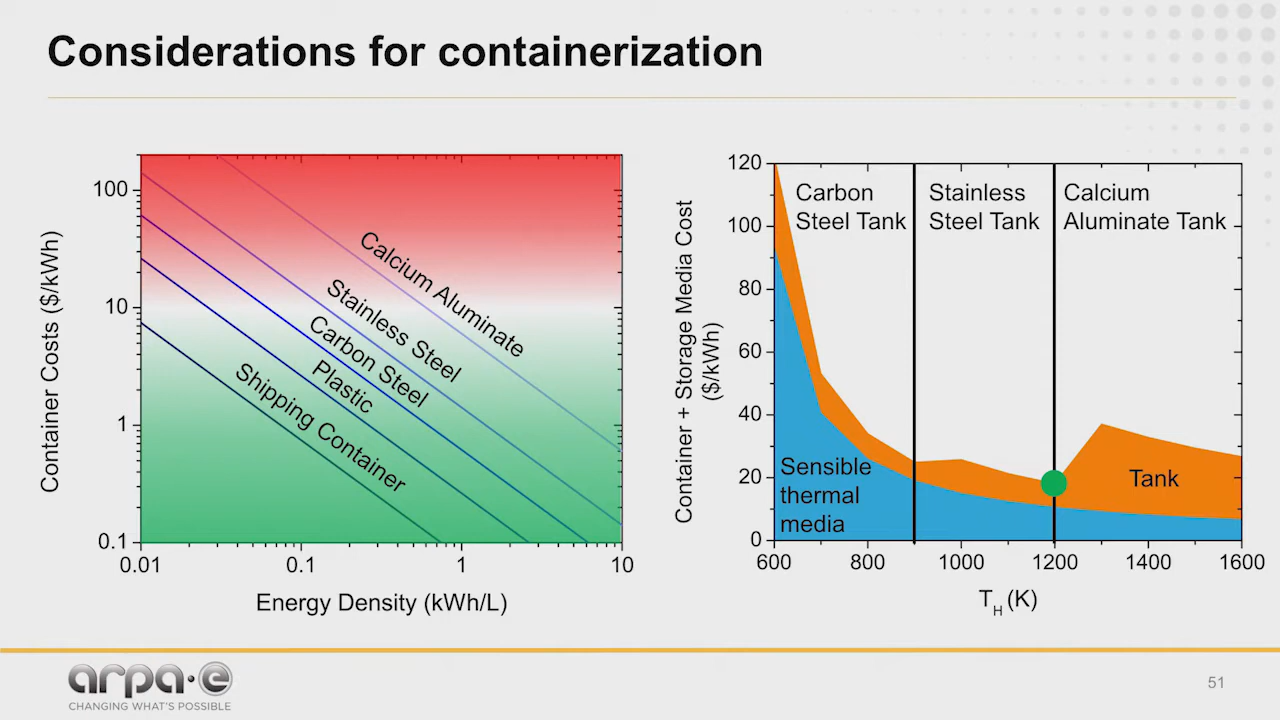 Considerations for containerization
Container Costs ($/kWh)
100
10
1
0.1
0.01
0.1
1
10
Energy Density (kWh/L)
Calcium Aluminate
Stainless Steel
Carbon Steel
Plastic
Shipping Container
Container + Storage Media Cost
($/kWh)
120
100
80
60
40
20
0
600
800
1000
1200
1400
1600
TH (K)
Carbon
Steel Tank
Stainless
Steel Tank
Calcium
Aluminate Tank
Sensible
thermal
media
Tank
arpa·e
CHANGING WHAT'S POSSIBLE
51